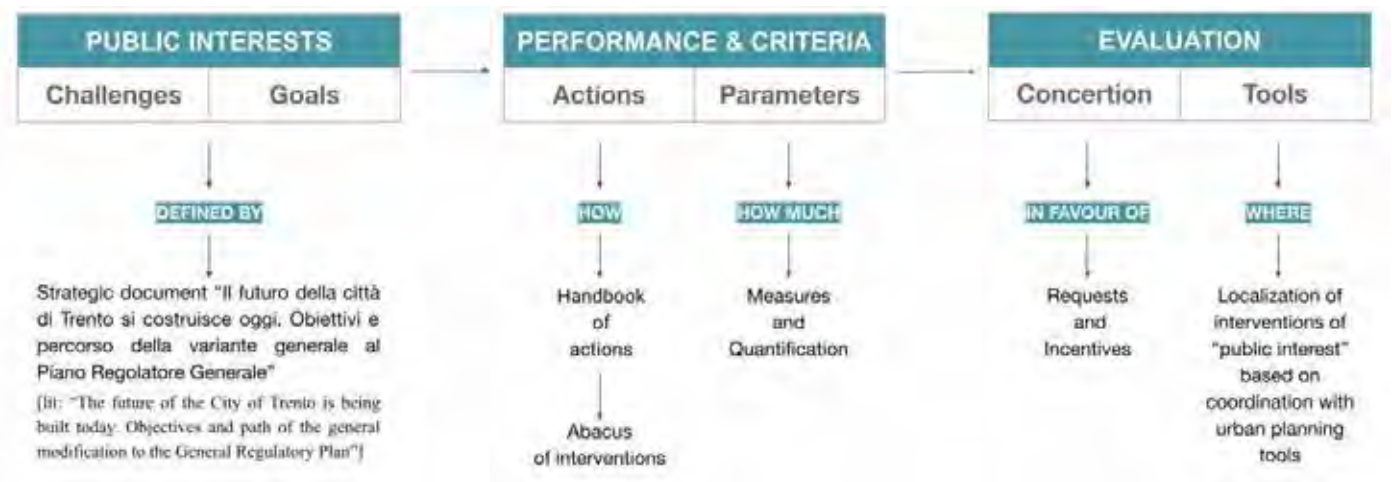 PUBLIC INTERESTS
Challenges
Goals
DEFINED BY
Strategic document “Il futuro della città
di Trento si costruisce oggi. Obiettivi e
percorso della variante generale al
Piano Regolatore Generale”
[lit: “The future of the City of Trento is being
built today. Objectives and path of the general
modification to the General Regulatory Plan”]
PERFORMANCE & CRITERIA
Actions
Parameters
HOW
Handbook
of
actions
Abacus
of interventions
HOW MUCH
Measures
and
Quantification
EVALUATION
Concertion
Tools
IN FAVOUR OF
Requests
and
Incentives
WHERE
Localization of
interventions of
“public interest”
based on
coordination with
urban planning
tools